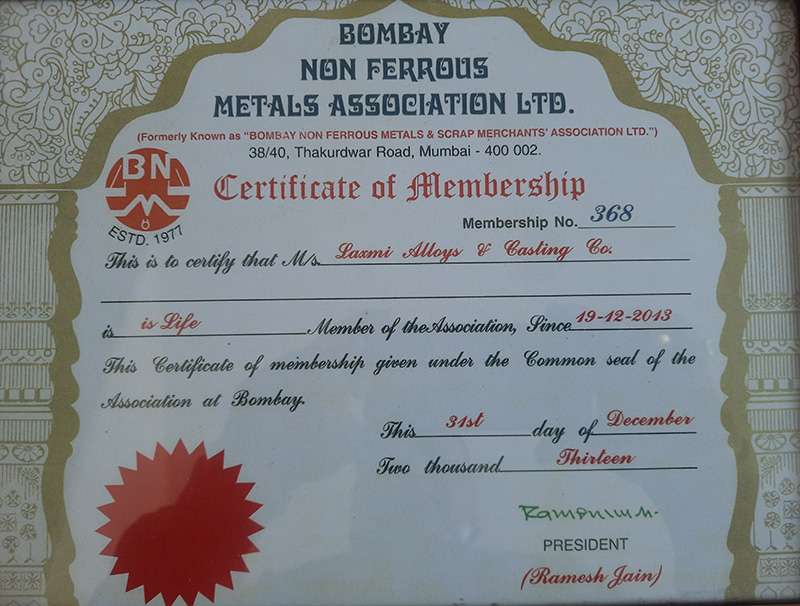 BOMBAY
NON FERROUS
METALS ASSOCIATION LTD.
(Formerly Known as "BOMBAY NON FERROUS METALS & SCRAP MERCHANTS' ASSOCIATION LTD.")
38/40, Thakurdwar Road, Mumbai - 400 002.
BN
M
ESTD. 1977
Certificate of Membership
Membership No. 368
This is to certify that M/s. Laxmi Alloys & Casting Co.
is is Life Member of the Association, Since 19-12-2013
This Certificate of membership given under the Common seal of the
Association at Bombay.
This 31st day of December
Two thousand Thirteen
PRESIDENT
(Ramesh Jain)